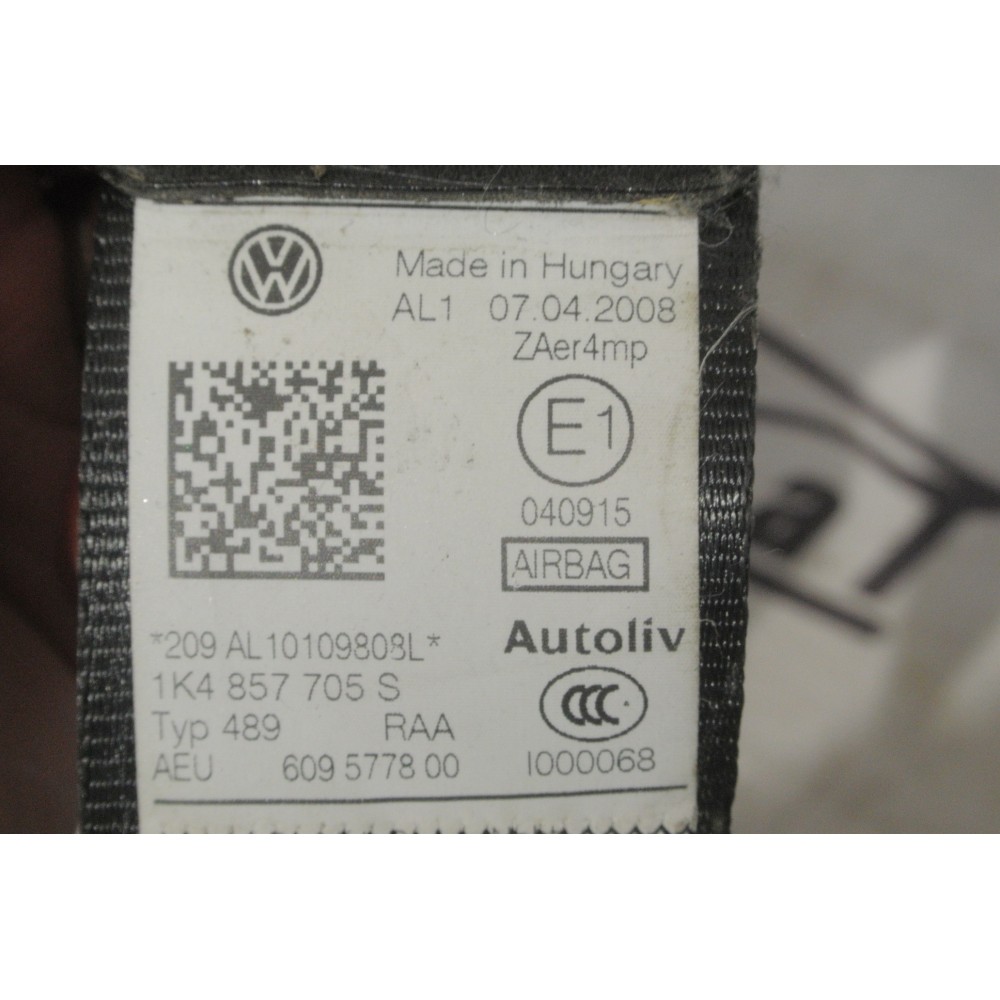 Made in Hungary
AL1 07.04.2008
ZAer4mp
E1
040915
AIRBAG
*209 AL10109808L*
Autoliv
1K4 857 705 S
CCC
Typ 489 RAA
AEU 609 5778 00
I000068